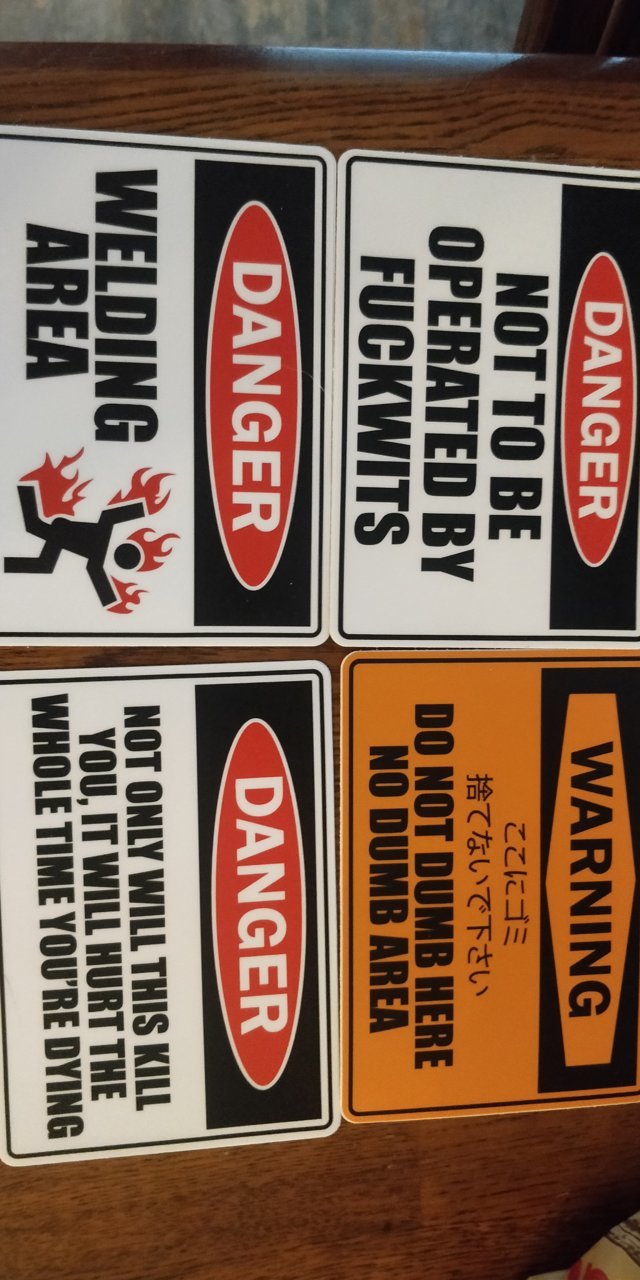 DANGER
WELDING
AREA
DANGER
NOT TO BE
OPERATED BY
FUCKWITS
DANGER
NOT ONLY WILL THIS KILL
YOU, IT WILL HURT THE
WHOLE TIME YOU'RE DYING
WARNING
ここにゴミ
捨てないで下さい
DO NOT DUMB HERE
NO DUMB AREA